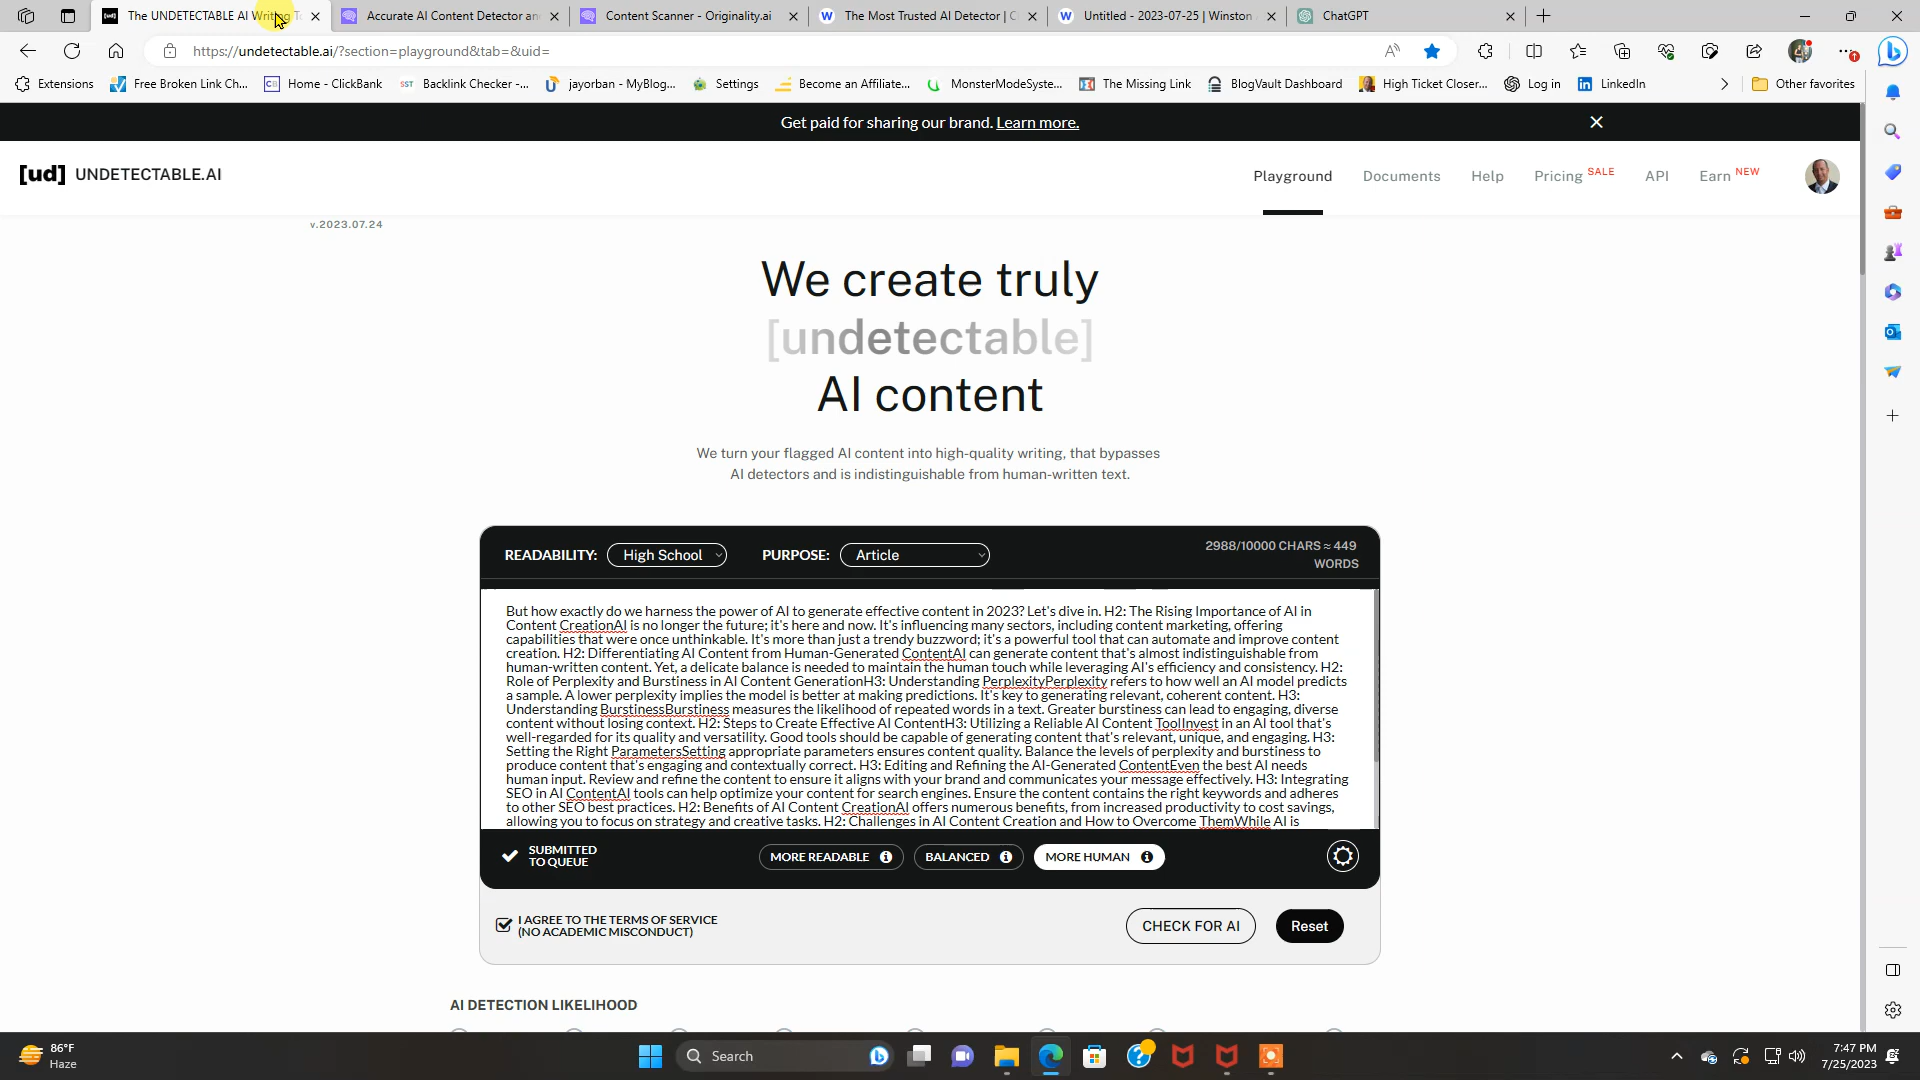 The UNDETECTABLE AI Writing T
Accurate AI Content Detector an
Content Scanner - Originality.ai
The Most Trusted AI Detector | C
Untitled - 2023-07-25 | Winston
ChatGPT
https://undetectable.ai/?section=playground&tab=&uid=
Extensions
Free Broken Link Ch...
Home - ClickBank
Backlink Checker -...
jayorban - MyBlog...
Settings
Become an Affiliate...
MonsterModeSyste...
The Missing Link
BlogVault Dashboard
High Ticket Closer...
Log in
LinkedIn
Other favorites
Get paid for sharing our brand. Learn more.
[ud] UNDETECTABLE.AI
Playground
Documents
Help
Pricing SALE
API
Earn NEW
v.2023.07.24
We create truly
[undetectable]
AI content
We turn your flagged AI content into high-quality writing, that bypasses
AI detectors and is indistinguishable from human-written text.
READABILITY: High School
PURPOSE: Article
2988/10000 CHARS ≈ 449
WORDS
But how exactly do we harness the power of AI to generate effective content in 2023? Let's dive in. H2: The Rising Importance of AI in
Content CreationAI is no longer the future; it's here and now. It's influencing many sectors, including content marketing, offering
capabilities that were once unthinkable. It's more than just a trendy buzzword; it's a powerful tool that can automate and improve content
creation. H2: Differentiating AI Content from Human-Generated ContentAI can generate content that's almost indistinguishable from
human-written content. Yet, a delicate balance is needed to maintain the human touch while leveraging AI's efficiency and consistency. H2:
Role of Perplexity and Burstiness in AI Content GenerationH3: Understanding PerplexityPerplexity refers to how well an AI model predicts
a sample. A lower perplexity implies the model is better at making predictions. It's key to generating relevant, coherent content. H3:
Understanding BurstinessBurstiness measures the likelihood of repeated words in a text. Greater burstiness can lead to engaging, diverse
content without losing context. H2: Steps to Create Effective AI ContentH3: Utilizing a Reliable AI Content ToolInvest in an AI tool that's
well-regarded for its quality and versatility. Good tools should be capable of generating content that's relevant, unique, and engaging. H3:
Setting the Right ParametersSetting appropriate parameters ensures content quality. Balance the levels of perplexity and burstiness to
produce content that's engaging and contextually correct. H3: Editing and Refining the AI-Generated ContentEven the best AI needs
human input. Review and refine the content to ensure it aligns with your brand and communicates your message effectively. H3: Integrating
SEO in AI ContentAI tools can help optimize your content for search engines. Ensure the content contains the right keywords and adheres
to other SEO best practices. H2: Benefits of AI Content CreationAI offers numerous benefits, from increased productivity to cost savings,
allowing you to focus on strategy and creative tasks. H2: Challenges in AI Content Creation and How to Overcome ThemWhile AI is
SUBMITTED
TO QUEUE
MORE READABLE
BALANCED
MORE HUMAN
I AGREE TO THE TERMS OF SERVICE
(NO ACADEMIC MISCONDUCT)
CHECK FOR AI
Reset
AI DETECTION LIKELIHOOD
86°F
Haze
Search
7:47 PM
7/25/2023